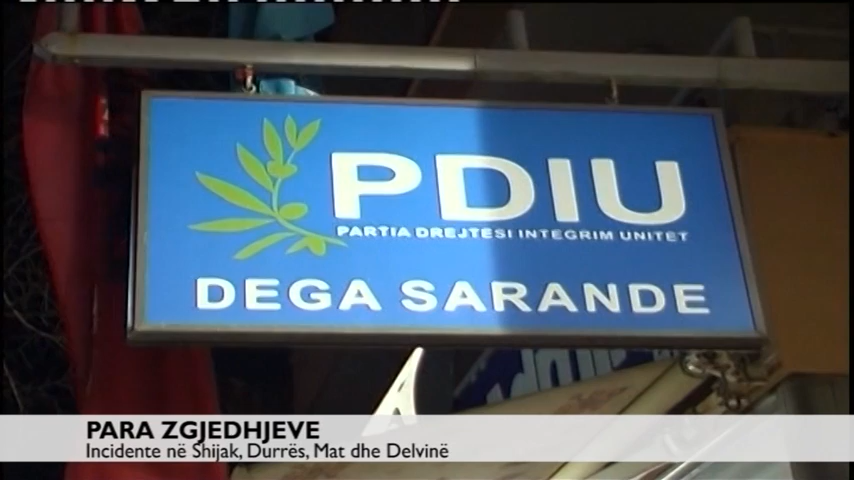 PDIU
PARTIA DREJTESI INTEGRIM UNITET
DEGA SARANDE
PARA ZGJEDHJEVE
Incidente në Shijak, Durrës, Mat dhe Delvinë